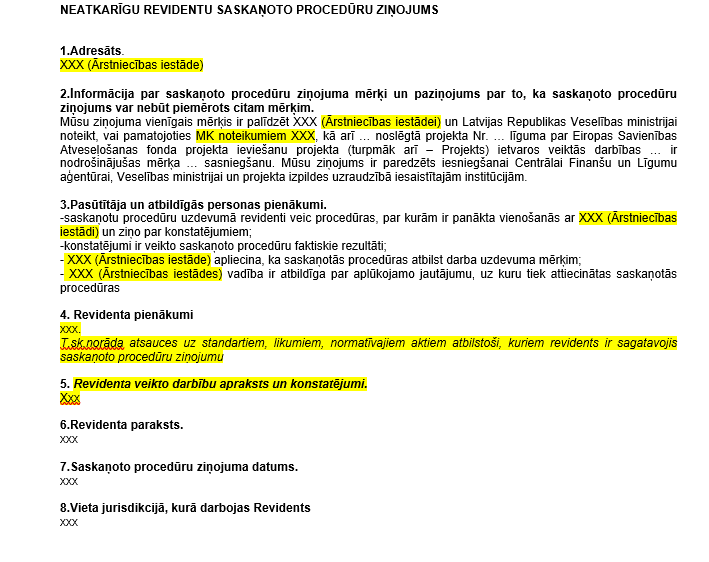 NEATKARĪGU REVIDENTU SASKAŅOTO PROCEDŪRU ZIŅOJUMS
1.Adresāts.
XXX (Ārstniecības iestāde)
2.Informācija par saskaņoto procedūru ziņojuma mērķi un paziņojums par to, ka saskaņoto procedūru
ziņojums var nebūt piemērots citam mērķim.
Mūsu ziņojuma vienīgais mērķis ir palīdzēt XXX (Ārstniecības iestādei) un Latvijas Republikas Veselības ministrijai
noteikt, vai pamatojoties MK noteikumiem XXX, kā arī … noslēgtā projekta Nr. … līguma par Eiropas Savienības
Atveseļošanas fonda projekta ieviešanu projekta (turpmāk arī – Projekts) ietvaros veiktās darbības … ir
nodrošinājušas mērķa … sasniegšanu. Mūsu ziņojums ir paredzēts iesniegšanai Centrālai Finanšu un Līgumu
aģentūrai, Veselības ministrijai un projekta izpildes uzraudzībā iesaistītajām institūcijām.
3.Pasūtītāja un atbildīgās personas pienākumi.
-saskaņotu procedūru uzdevumā revidenti veic procedūras, par kurām ir panākta vienošanās ar XXX (Ārstniecības
iestādi) un ziņo par konstatējumiem;
-konstatējumi ir veikto saskaņoto procedūru faktiskie rezultāti;
- XXX (Ārstniecības iestāde) apliecina, ka saskaņotās procedūras atbilst darba uzdevuma mērķim;
- XXX (Ārstniecības iestādes) vadība ir atbildīga par aplūkojamo jautājumu, uz kuru tiek attiecinātas saskaņotās
procedūras
4. Revidenta pienākumi
xxx.
T.sk.norāda atsauces uz standartiem, likumiem, normatīvajiem aktiem atbilstoši, kuriem revidents ir sagatavojis
saskaņoto procedūru ziņojumu
5. Revidenta veikto darbību apraksts un konstatējumi.
Xxx
6.Revidenta paraksts.
xxx
7.Saskaņoto procedūru ziņojuma datums.
xxx
8.Vieta jurisdikcijā, kurā darbojas Revidents
xxx